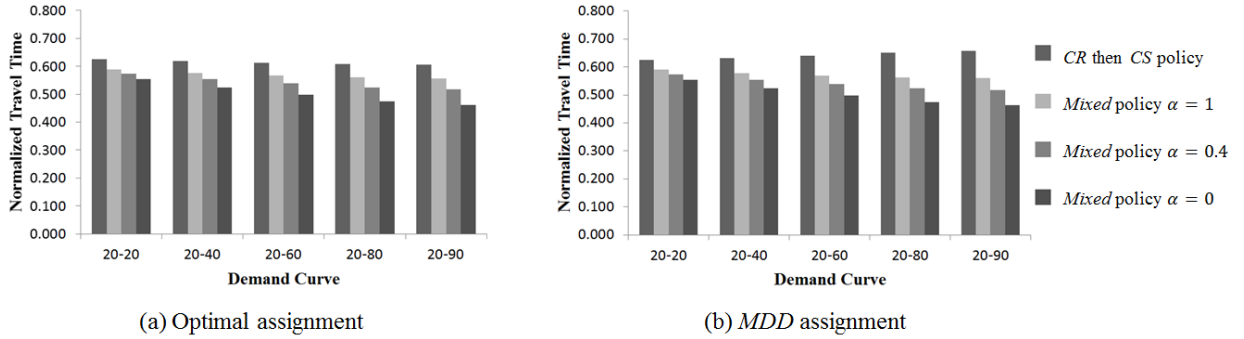 0.800
0.700
0.600
0.500
0.400
0.300
0.200
0.100
0.000
Normalized Travel Time
20-20 20-40 20-60 20-80 20-90
Demand Curve
(a) Optimal assignment
0.800
0.700
0.600
0.500
0.400
0.300
0.200
0.100
0.000
Normalized Travel Time
20-20 20-40 20-60 20-80 20-90
Demand Curve
(b) MDD assignment
CR then CS policy
Mixed policy α = 1
Mixed policy α = 0.4
Mixed policy α = 0